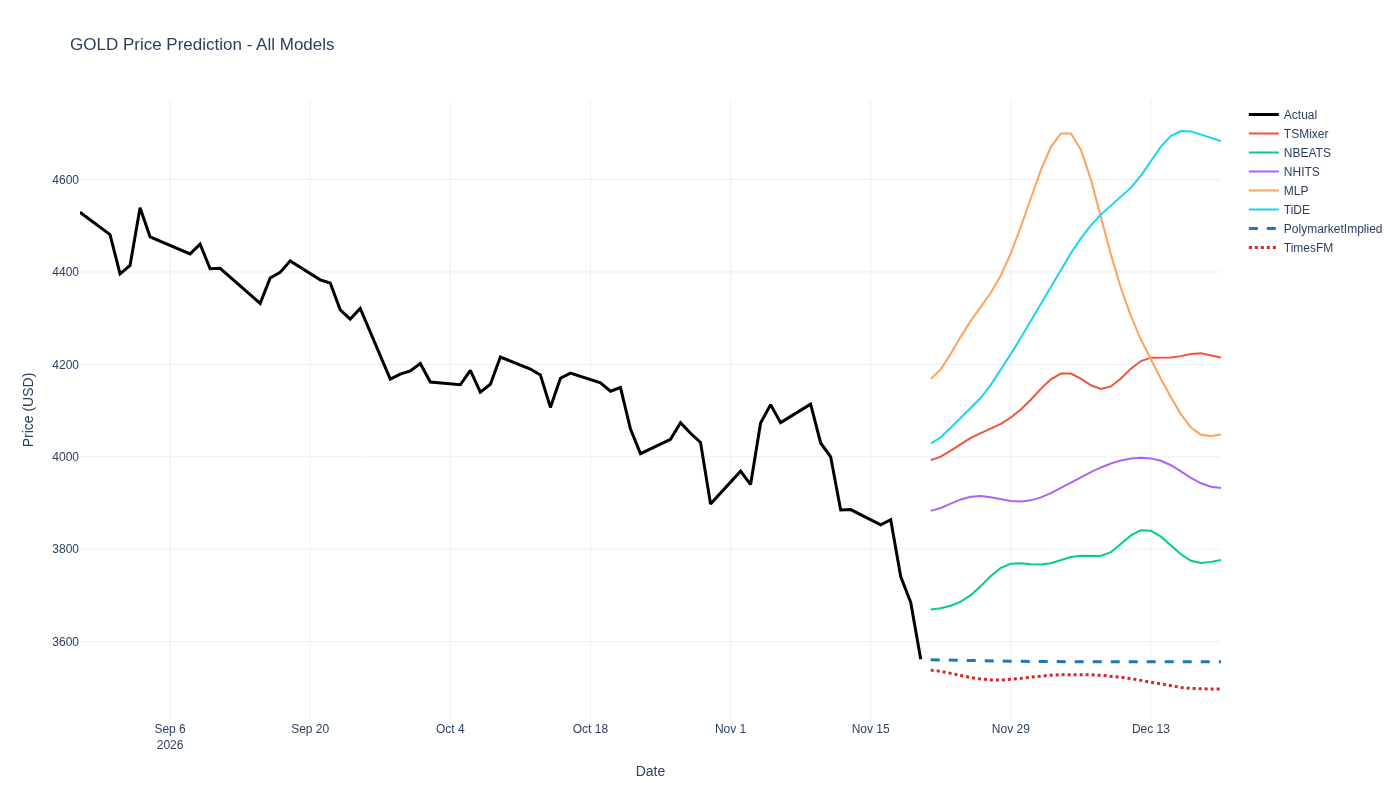 GOLD Price Prediction - All Models
Price (USD)
4600
4400
4200
4000
3800
3600
Sep 6
2026
Sep 20
Oct 4
Oct 18
Nov 1
Nov 15
Nov 29
Dec 13
Date
Actual
TSMixer
NBEATS
NHITS
MLP
TiDE
PolymarketImplied
TimesFM